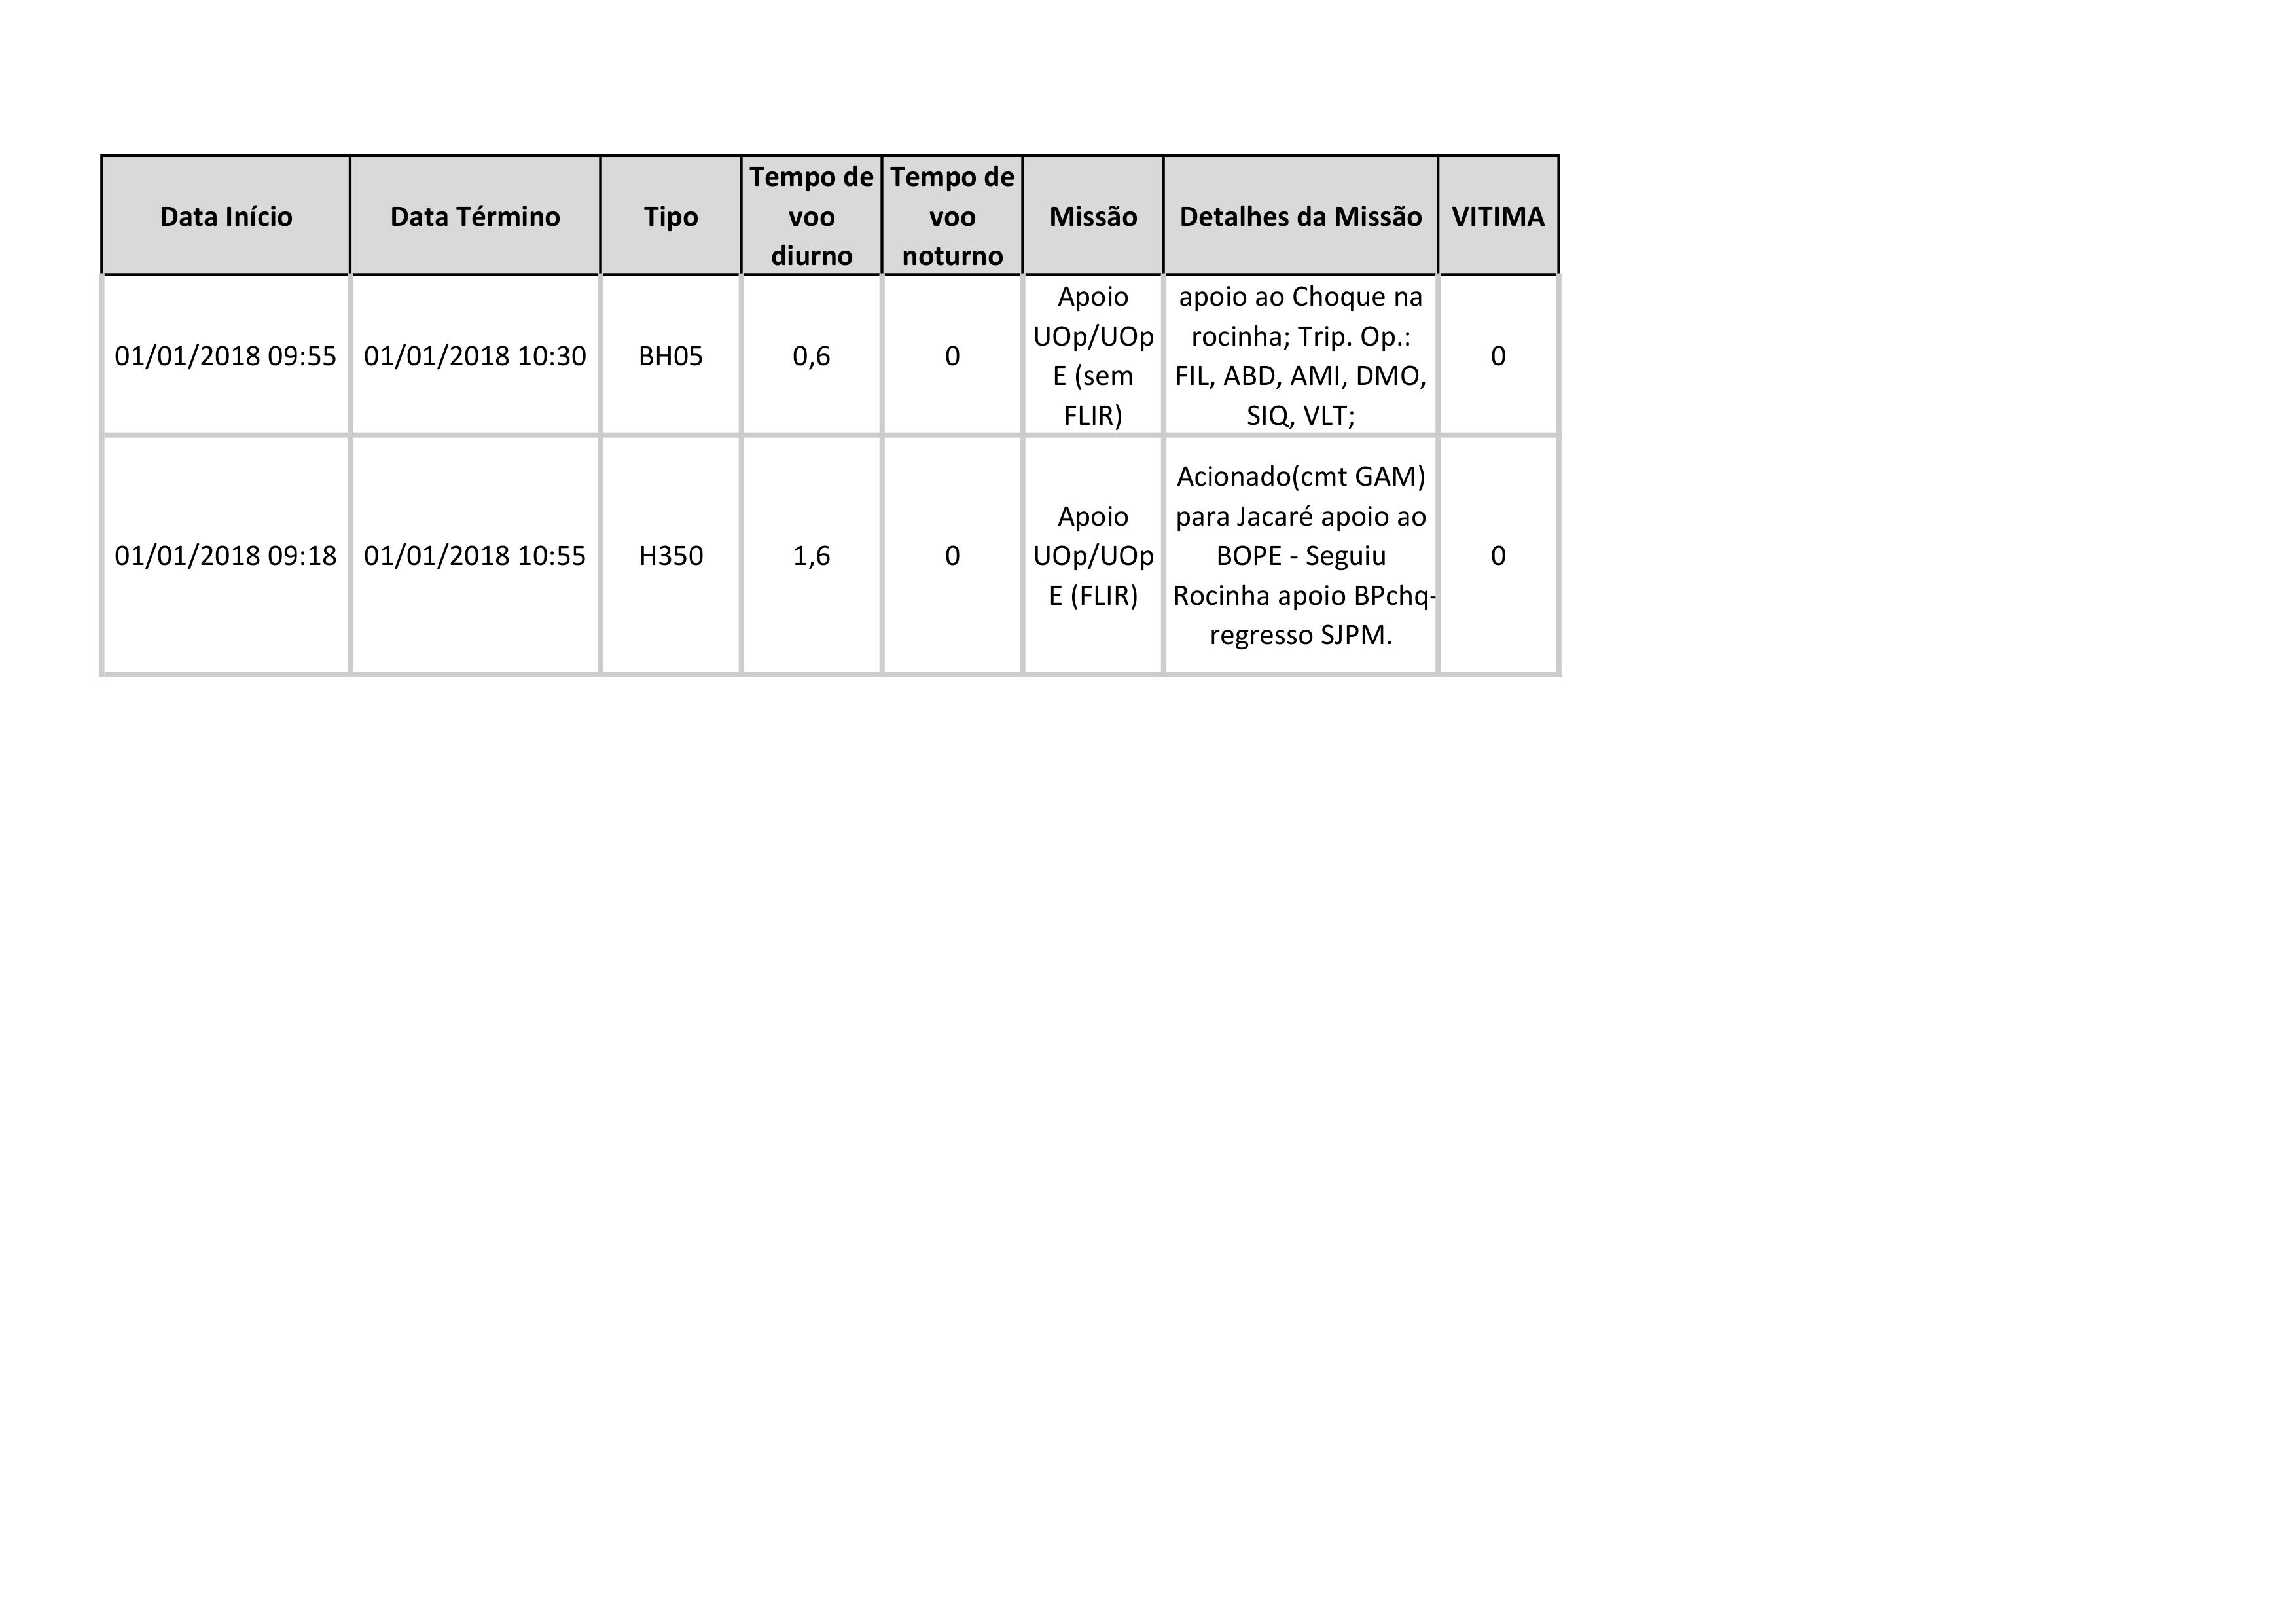 Data Início Data Término Tipo Tempo de voo diurno Tempo de voo noturno Missão Detalhes da Missão VITIMA
01/01/2018 09:55 01/01/2018 10:30 BH05 0,6 0
Apoio
UOp/UOp
E (sem
FLIR)
apoio ao Choque na
rocinha; Trip. Op.:
FIL, ABD, AMI, DMO,
SIQ, VLT;
0
01/01/2018 09:18 01/01/2018 10:55 H350 1,6 0
Apoio
UOp/UOp
E (FLIR)
Acionado(cmt GAM)
para Jacaré apoio ao
BOPE - Seguiu
Rocinha apoio BPchq-
regresso SJPM.
0